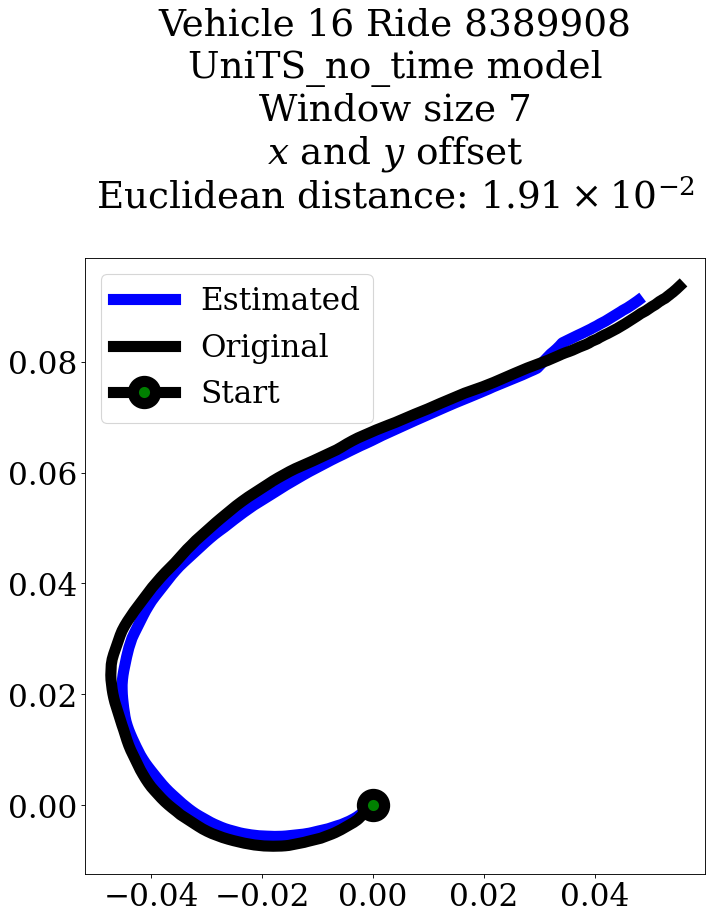 Vehicle 16 Ride 8389908
UniTS_no_time model
Window size 7
x and y offset
Euclidean distance: 1.91 × 10⁻²
Estimated
Original
Start
0.08
0.06
0.04
0.02
0.00
−0.04 −0.02 0.00 0.02 0.04